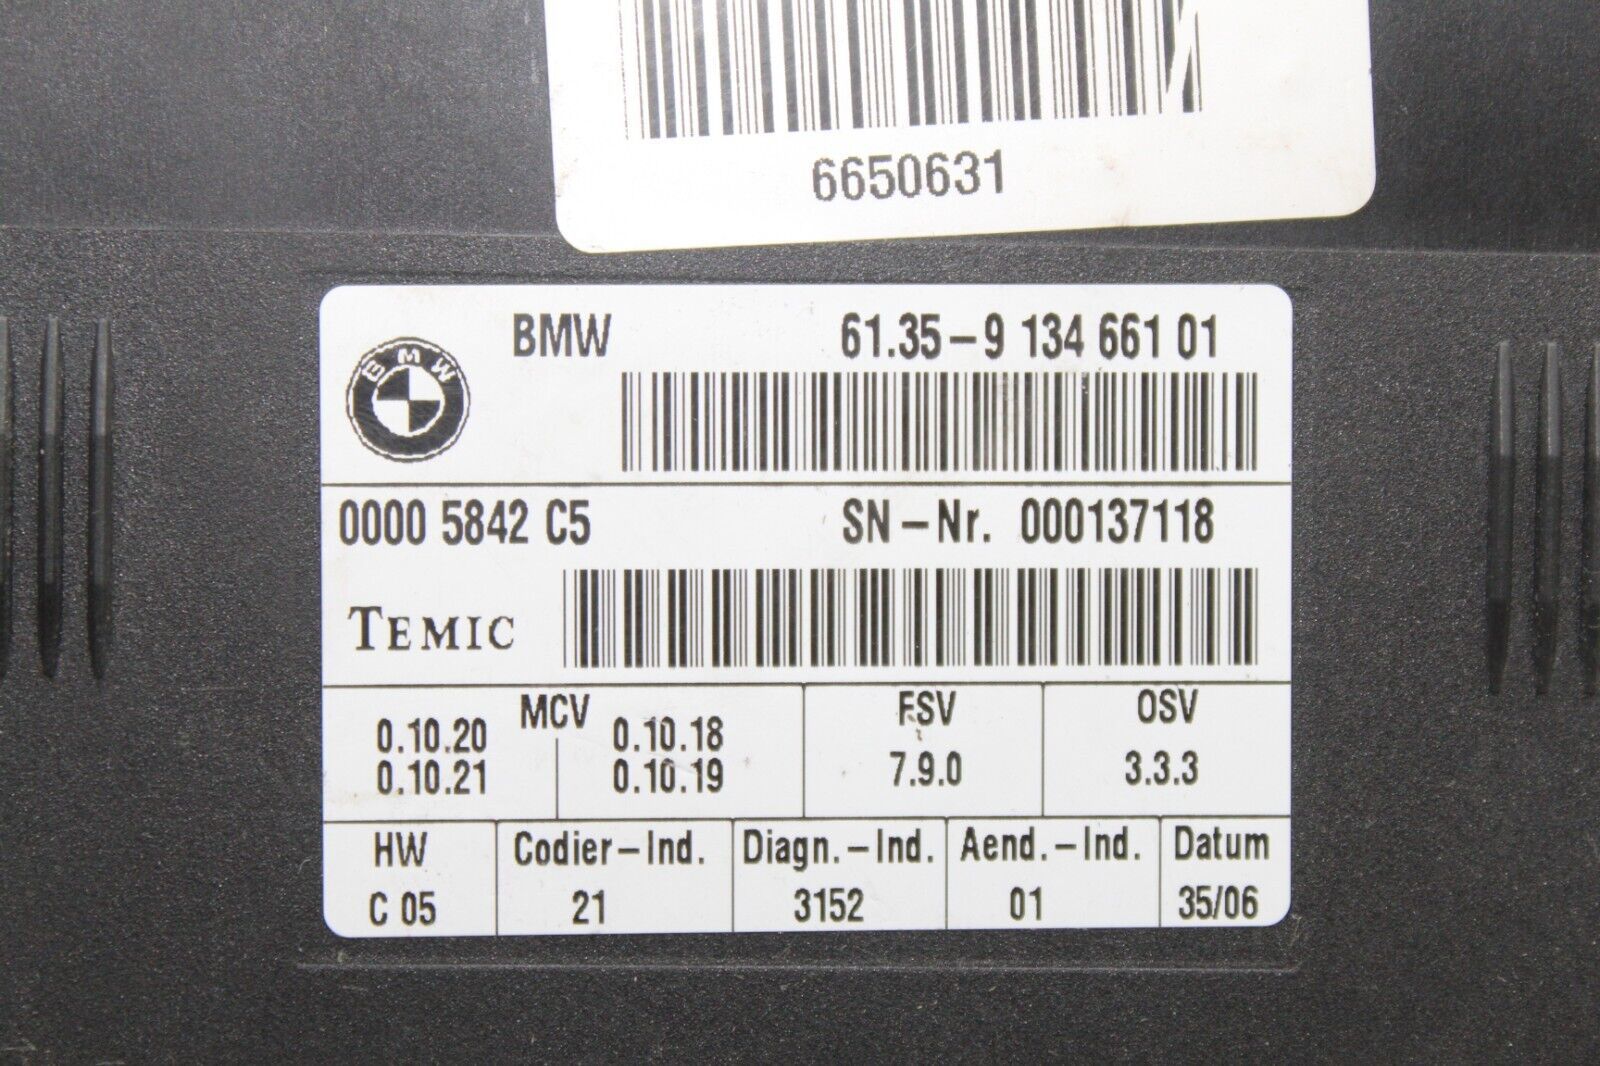 6650631
BMW 61.35-9 134 661 01
BMW
0000 5842 C5 SN-Nr. 000137118
TEMIC
MCV FSV OSV
0.10.20 0.10.18
0.10.21 0.10.19 7.9.0 3.3.3
HW Codier-Ind. Diagn.-Ind. Aend.-Ind. Datum
C 05 21 3152 01 35/06